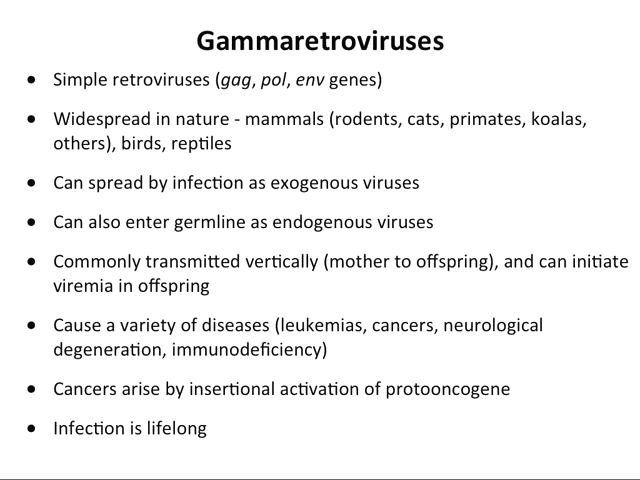 Gammaretroviruses
• Simple retroviruses (gag, pol, env genes)
• Widespread in nature - mammals (rodents, cats, primates, koalas,
others), birds, reptiles
• Can spread by infection as exogenous viruses
• Can also enter germline as endogenous viruses
• Commonly transmitted vertically (mother to offspring), and can initiate
viremia in offspring
• Cause a variety of diseases (leukemias, cancers, neurological
degeneration, immunodeficiency)
• Cancers arise by insertional activation of protooncogene
• Infection is lifelong